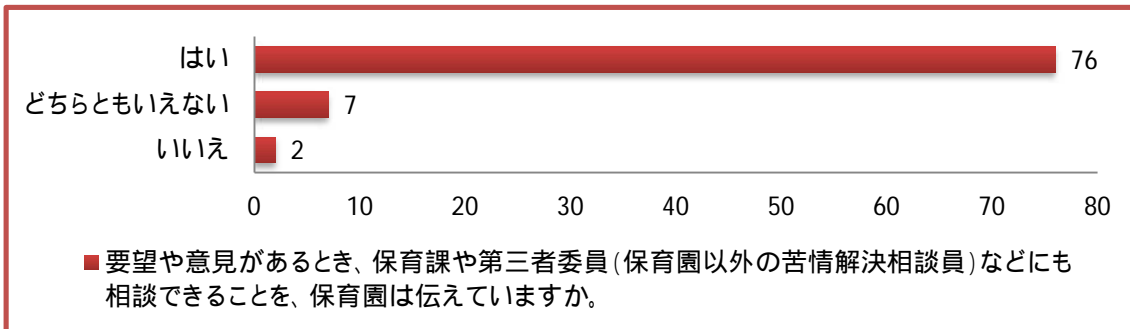 はい 76
どちらともいえない 7
いいえ 2
0 10 20 30 40 50 60 70 80
要望や意見があるとき、保育課や第三者委員(保育園以外の苦情解決相談員)などにも
相談できることを、保育園は伝えていますか。